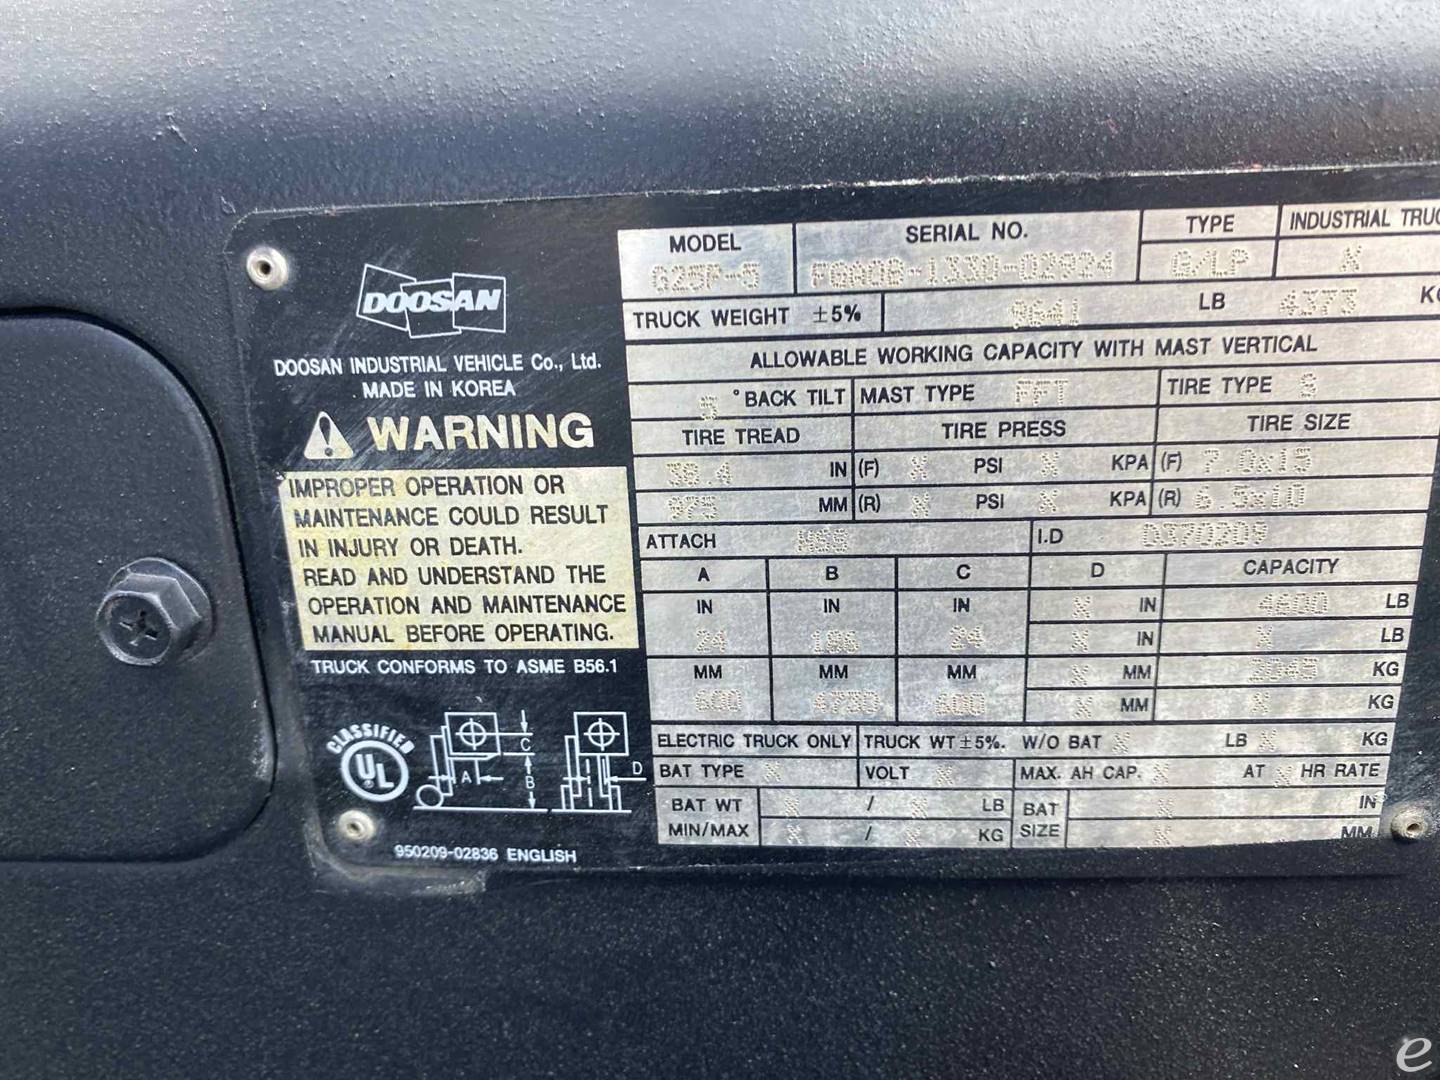 DOOSAN
DOOSAN INDUSTRIAL VEHICLE Co., Ltd.
MADE IN KOREA
WARNING
IMPROPER OPERATION OR
MAINTENANCE COULD RESULT
IN INJURY OR DEATH.
READ AND UNDERSTAND THE
OPERATION AND MAINTENANCE
MANUAL BEFORE OPERATING.
TRUCK CONFORMS TO ASME B56.1
CLASSIFIED
UL
A C B D
950209-02836 ENGLISH
MODEL SERIAL NO. TYPE INDUSTRIAL TRUC
G25P-5 FGA0B-1330-02924 G/LP X
TRUCK WEIGHT ±5% 9641 LB 4373 KG
ALLOWABLE WORKING CAPACITY WITH MAST VERTICAL
5 °BACK TILT MAST TYPE FFT TIRE TYPE S
TIRE TREAD TIRE PRESS TIRE SIZE
38.4 IN (F) X PSI X KPA (F) 7.0x15
975 MM (R) X PSI X KPA (R) 6.5x10
ATTACH HSS I.D D370209
A B C D CAPACITY
IN IN IN X IN 4600 LB
24 186 24 X IN X LB
MM MM MM X MM 2045 KG
600 4730 600 X MM X KG
ELECTRIC TRUCK ONLY TRUCK WT ±5%. W/O BAT X LB X KG
BAT TYPE X VOLT X MAX. AH CAP. X AT X HR RATE
BAT WT X / X LB BAT X IN
MIN/MAX X / X KG SIZE X MM
e